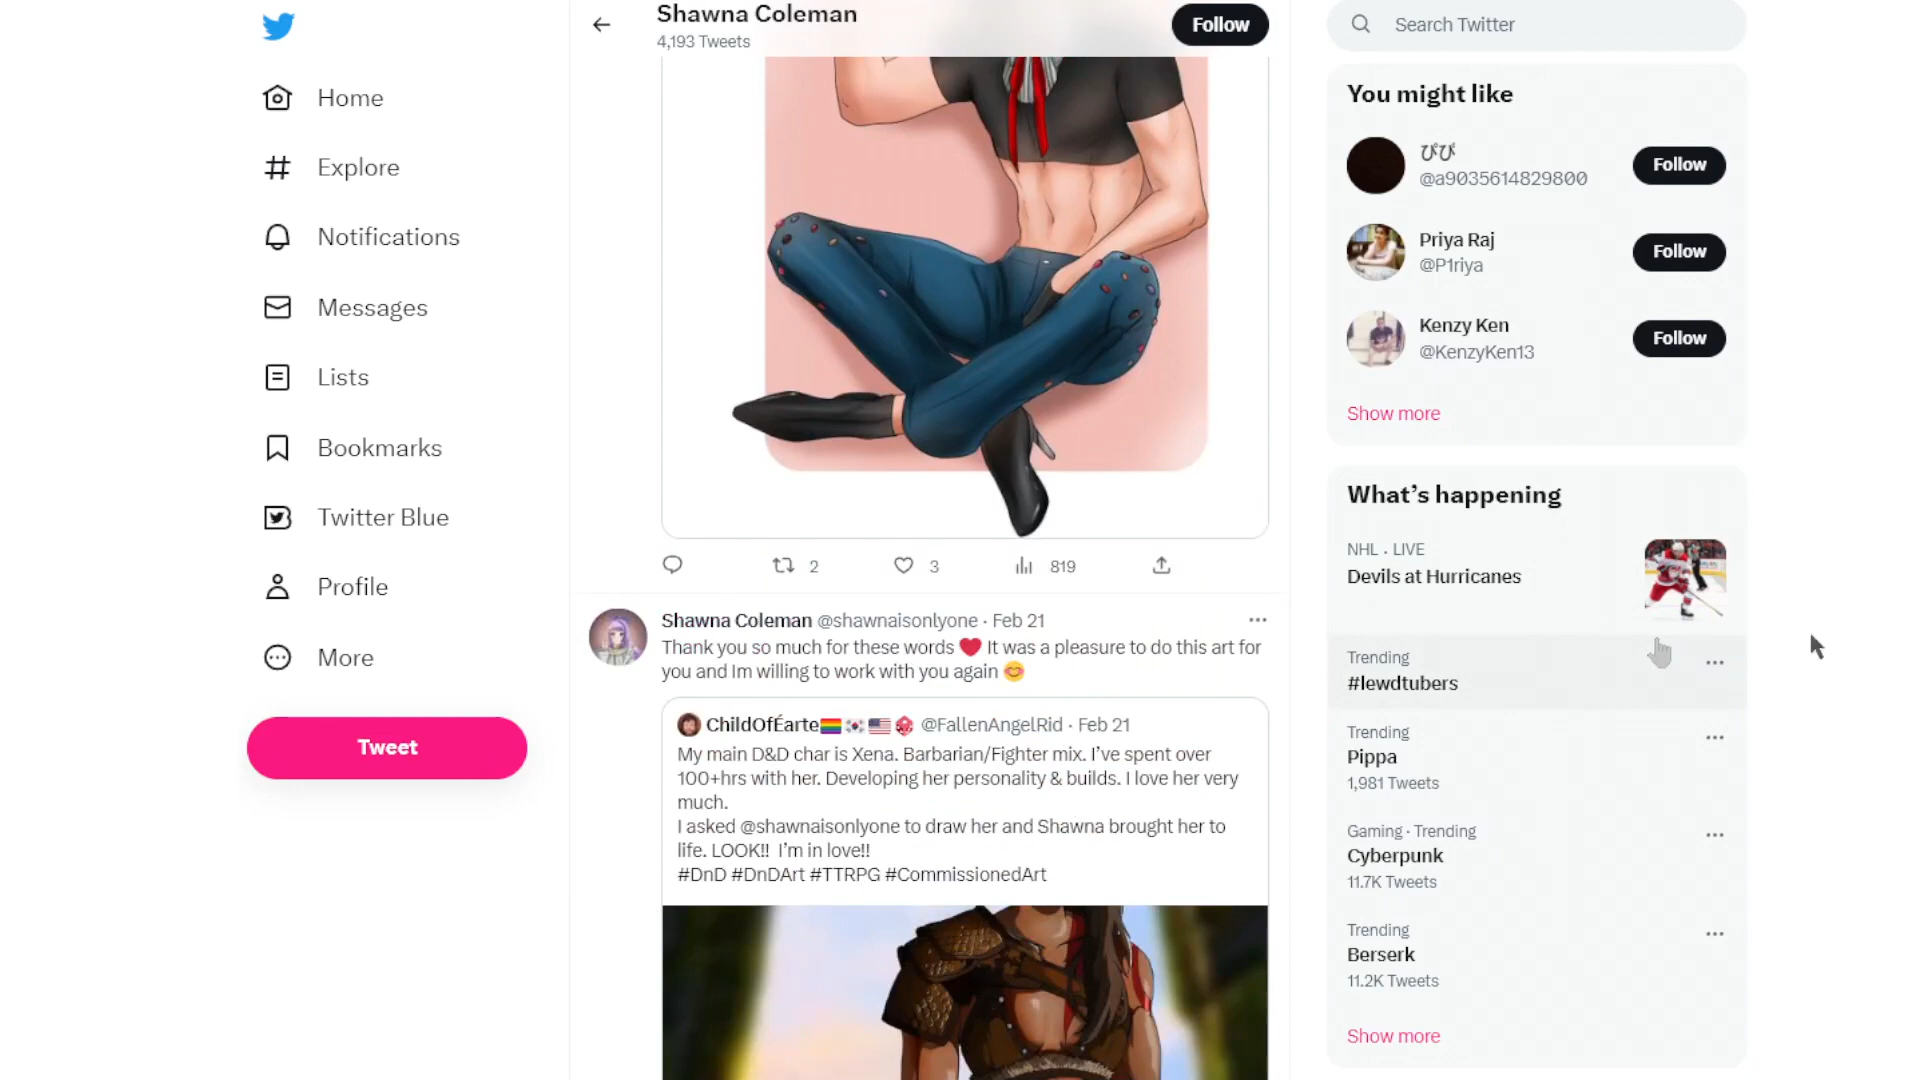 Shawna Coleman
4,193 Tweets
Follow
Home
Explore
Notifications
Messages
Lists
Bookmarks
Twitter Blue
Profile
More
Tweet
2
3
819
Shawna Coleman @shawnaisonlyone · Feb 21
Thank you so much for these words ❤️ It was a pleasure to do this art for
you and Im willing to work with you again 😊
ChildOfÉarte🏳️‍🌈🇰🇷🇺🇸 @FallenAngelRid · Feb 21
My main D&D char is Xena. Barbarian/Fighter mix. I’ve spent over
100+hrs with her. Developing her personality & builds. I love her very
much.
I asked @shawnaisonlyone to draw her and Shawna brought her to
life. LOOK!! I’m in love!!
#DnD #DnDArt #TTRPG #CommissionedArt
Search Twitter
You might like
ぴぴ
@a9035614829800
Follow
Priya Raj
@P1riya
Follow
Kenzy Ken
@KenzyKen13
Follow
Show more
What’s happening
NHL · LIVE
Devils at Hurricanes
Trending
#lewdtubers
Trending
Pippa
1,981 Tweets
Gaming · Trending
Cyberpunk
11.7K Tweets
Trending
Berserk
11.2K Tweets
Show more